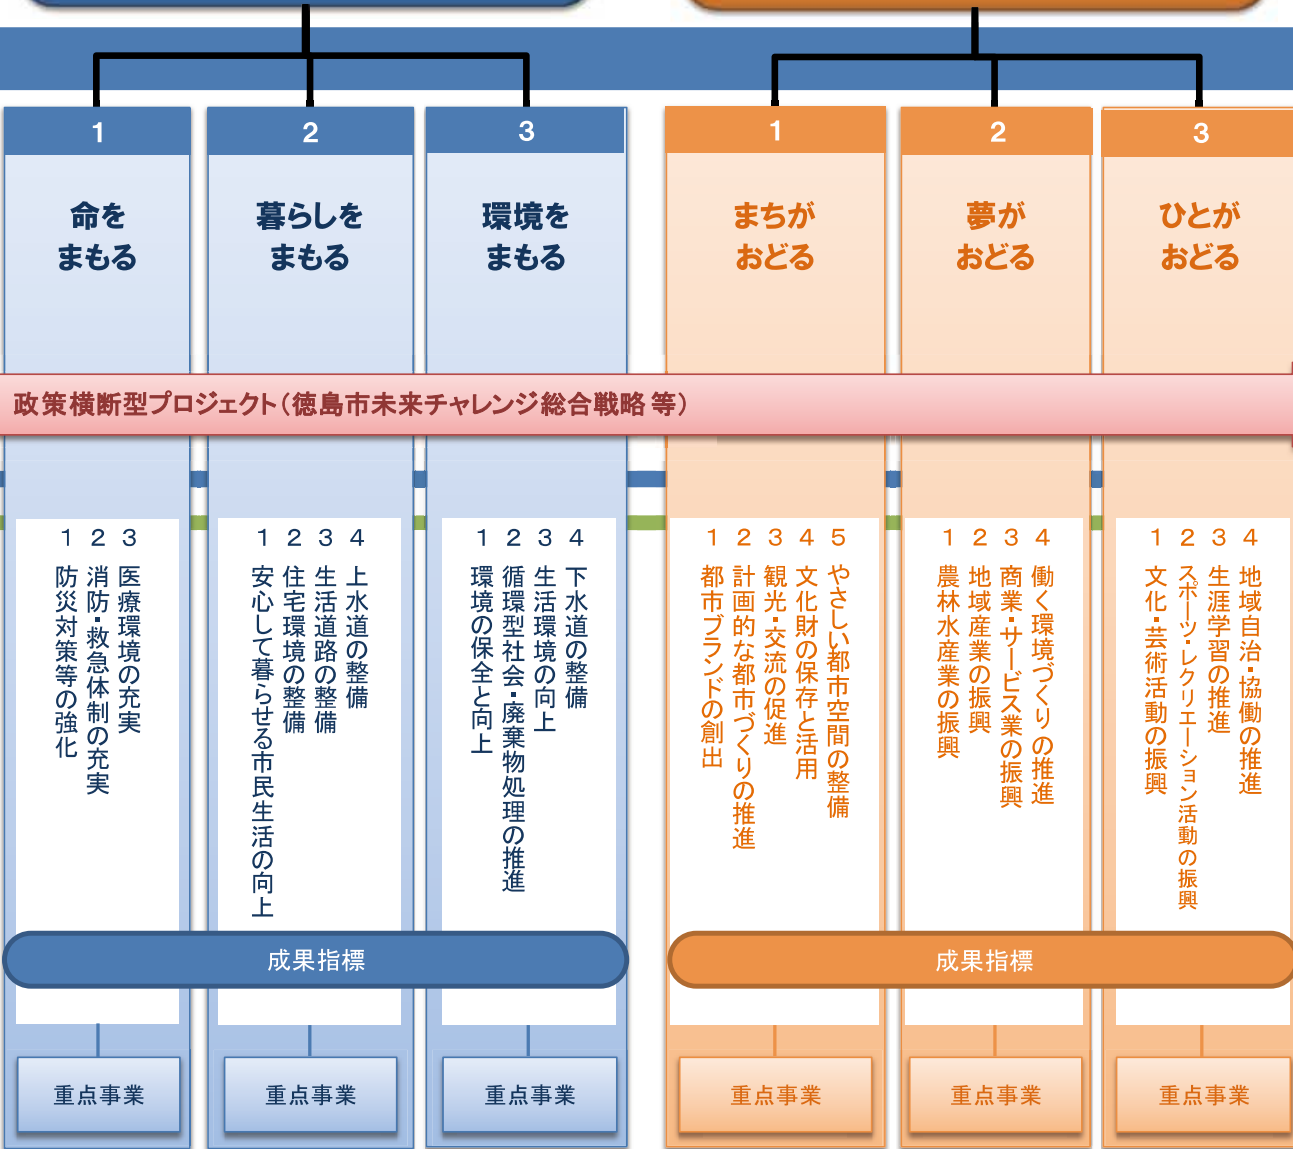 1
命を
まもる
2
暮らしを
まもる
3
環境を
まもる
1
まちが
おどる
2
夢が
おどる
3
ひとが
おどる
政策横断型プロジェクト（徳島市未来チャレンジ総合戦略 等）
1 防災対策等の強化
2 消防・救急体制の充実
3 医療環境の充実
1 安心して暮らせる市民生活の向上
2 住宅環境の整備
3 生活道路の整備
4 上水道の整備
1 環境の保全と向上
2 循環型社会・廃棄物処理の推進
3 生活環境の向上
4 下水道の整備
1 都市ブランドの創出
2 計画的な都市づくりの推進
3 観光・交流の促進
4 文化財の保存と活用
5 やさしい都市空間の整備
1 農林水産業の振興
2 地域産業の振興
3 商業・サービス業の振興
4 働く環境づくりの推進
1 文化・芸術活動の振興
2 スポーツ・レクリエーション活動の振興
3 生涯学習の推進
4 地域自治・協働の推進
成果指標
成果指標
重点事業
重点事業
重点事業
重点事業
重点事業
重点事業